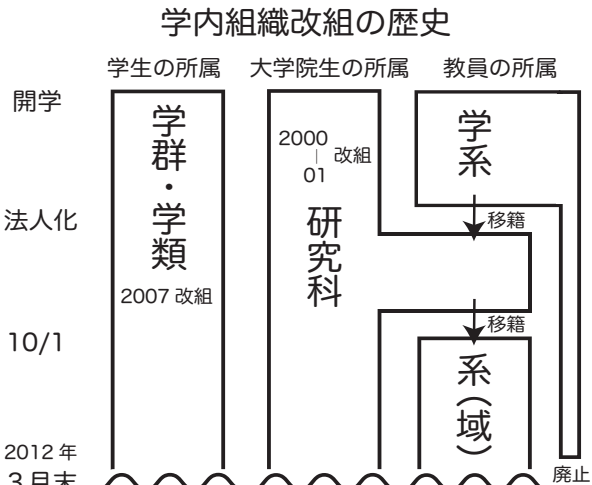 学内組織改組の歴史
学生の所属 大学院生の所属 教員の所属
開学
法人化
10/1
2012 年
3月末
学群・学類
2007 改組
2000
|
01
改組
研究科
学系
移籍
移籍
系(域)
廃止